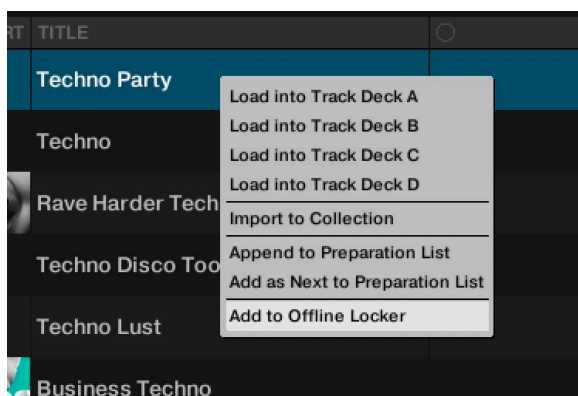 RT TITLE
Techno Party
Load into Track Deck A
Load into Track Deck B
Techno
Load into Track Deck C
Load into Track Deck D
Rave Harder Tech
Import to Collection
Append to Preparation List
Techno Disco Too
Add as Next to Preparation List
Add to Offline Locker
Techno Lust
Business Techno